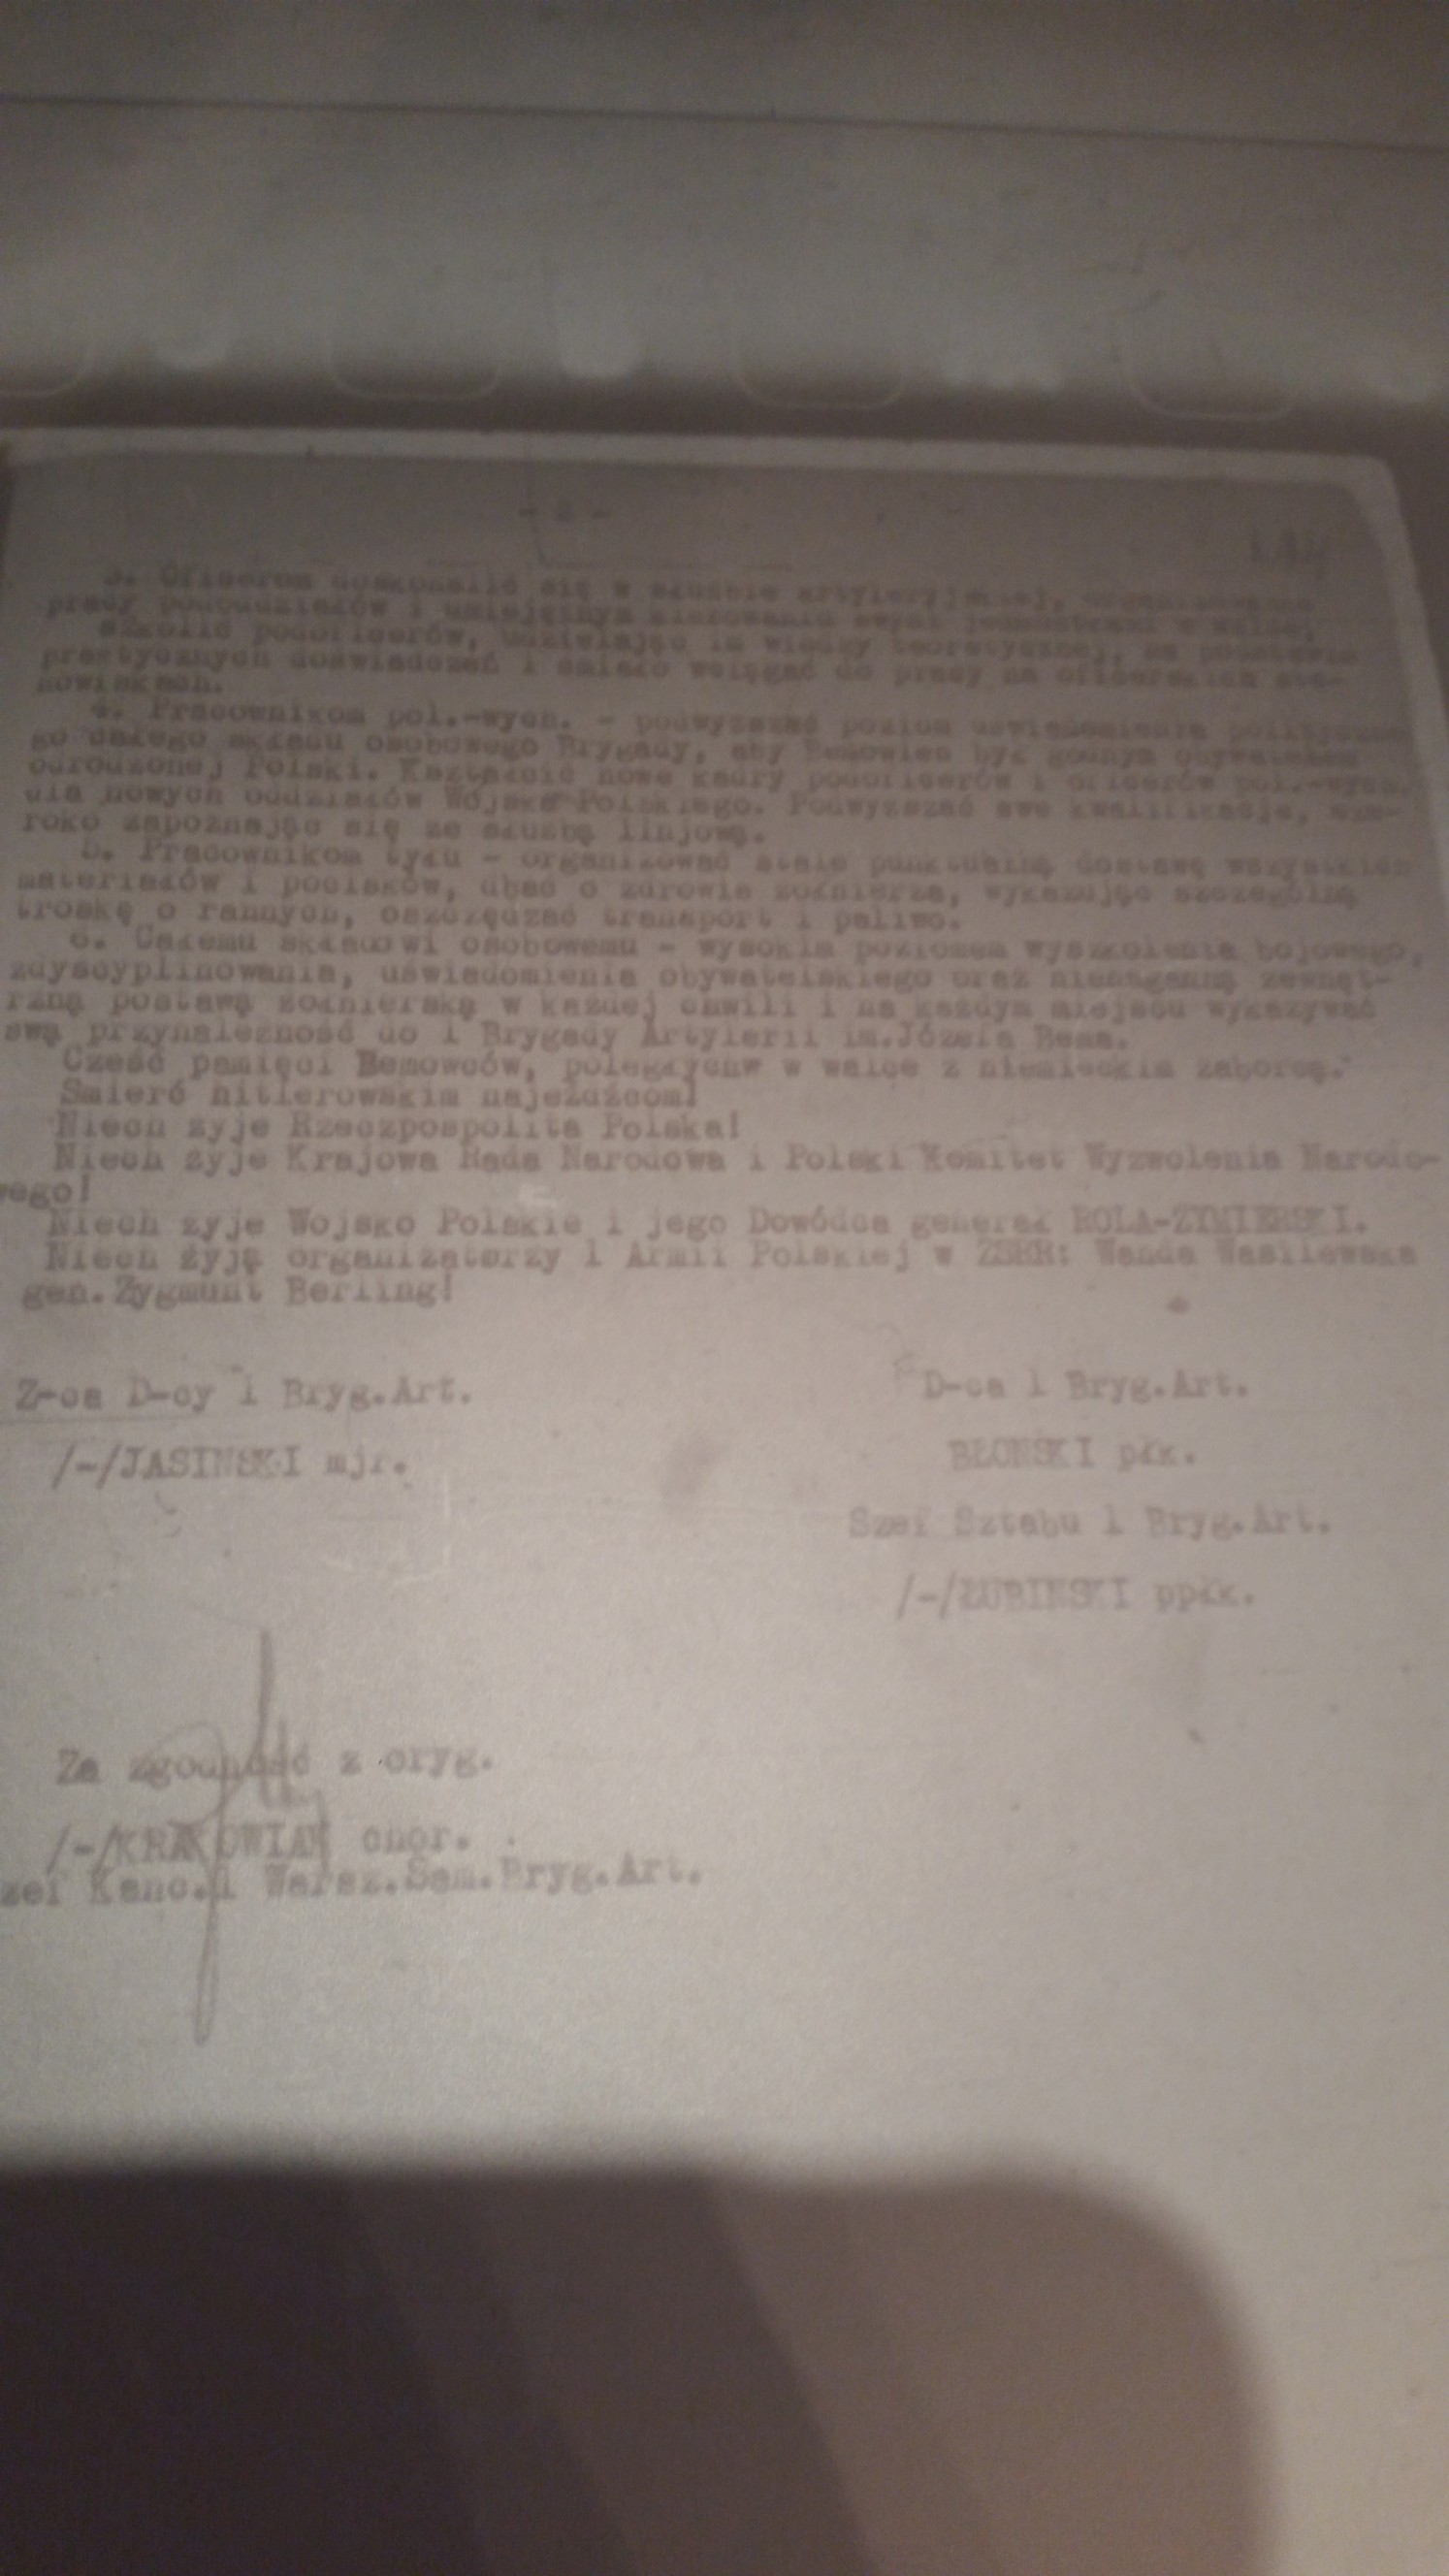 - 2 -
3. Oficerom doskonalić się w służbie artyleryjskiej,
pracy pododdziałów i umiejętnym kierowaniu
szkolić podoficerów, udzielając im wiedzy teoretycznej, na podstawie
praktycznych doświadczeń i śmiało wciągać do pracy na oficerskich sta-
nowiskach.
4. Pracownikom pol.-wych. - podwyższać poziom uświadomienia polityczne-
go całego składu osobowego Brygady, aby Bemowiec był godnym obywatelem
odrodzonej Polski. Kształcić nowe kadry podoficerów i oficerów pol.-wych.
dla nowych oddziałów Wojska Polskiego. Podwyższać swe kwalifikacje, sze-
roko zapoznając się ze służbą linjową.
5. Pracownikom tyłu - organizować stale punktualną dostawę wszystkich
materiałów i pocisków, dbać o zdrowie żołnierza, wykazując szczególną
troskę o rannych, oszczędzać transport i paliwo.
6. Całemu składowi osobowemu - wysokim poziomem wyszkolenia bojowego,
zdyscyplinowania, uświadomienia obywatelskiego oraz nienaganną zewnęt-
rzną postawą żołnierską w każdej chwili i na każdym miejscu wykazywać
swą przynależność do 1 Brygady Artylerii im.Józefa Bema.
Cześć pamięci Bemowców, poległychw w walce z niemieckim zaborcą.
Śmierć hitlerowskim najeźdźcom!
Niech żyje Rzeczpospolita Polska!
Niech żyje Krajowa Rada Narodowa i Polski Komitet Wyzwolenia Narodo-
wego!
Niech żyje Wojsko Polskie i jego Dowódca generał ROLA-ŻYMIERSKI.
Niech żyją organizatorzy 1 Armii Polskiej w ZSRR: Wanda Wasilewska
gen.Zygmunt Berling!
Z-ca D-cy 1 Bryg.Art.
D-ca 1 Bryg.Art.
/-/JASIŃSKI mjr.
BŁOŃSKI płk.
Szef Sztabu 1 Bryg.Art.
/-/ŁUBIŃSKI ppłk.
Za zgodność z oryg.
/-/KRAKOWIAK chor.
zef Kanc.1 Warsz.Sam.Bryg.Art.